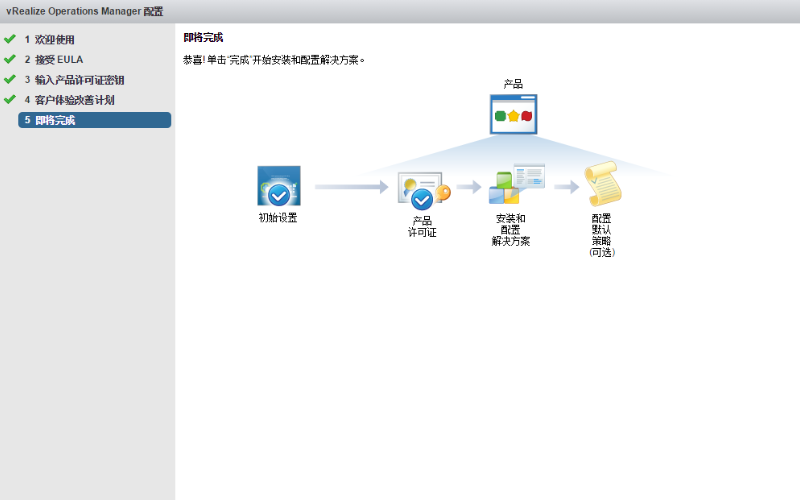 vRealize Operations Manager 配置
1 欢迎使用
2 接受 EULA
3 输入产品许可证密钥
4 客户体验改善计划
5 即将完成
即将完成
恭喜! 单击“完成”开始安装和配置解决方案。
产品
初始设置
产品
许可证
安装和
配置
解决方案
配置
默认
策略
(可选)